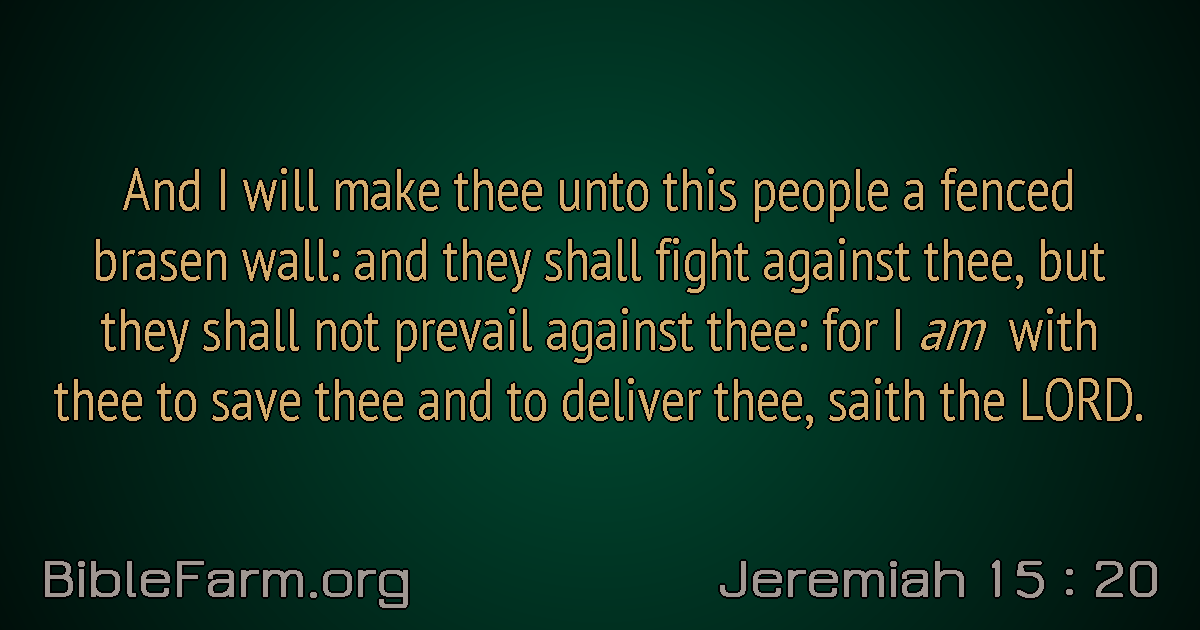 And I will make thee unto this people a fenced
brasen wall: and they shall fight against thee, but
they shall not prevail against thee: for I am with
thee to save thee and to deliver thee, saith the LORD.
BibleFarm.org
Jeremiah 15 : 20